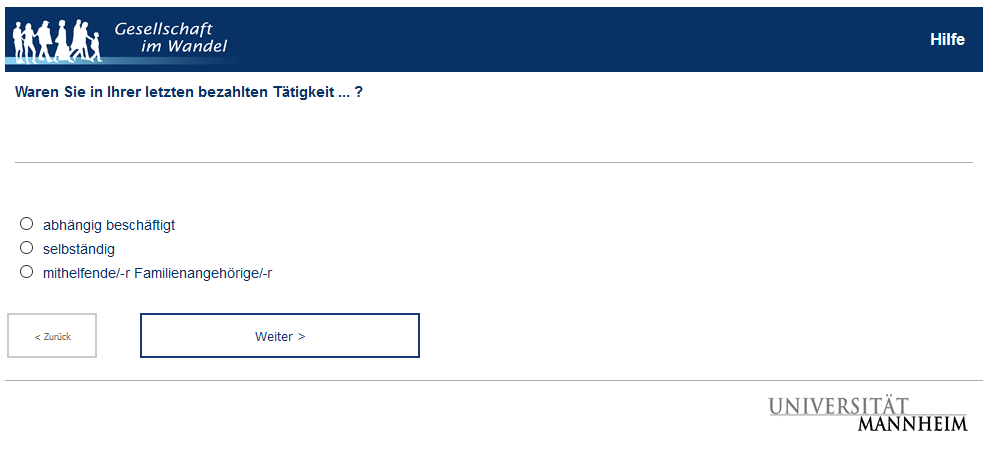 Gesellschaft
im Wandel
Hilfe
Waren Sie in Ihrer letzten bezahlten Tätigkeit ... ?
abhängig beschäftigt
selbständig
mithelfende/-r Familienangehörige/-r
< Zurück
Weiter >
UNIVERSITÄT
MANNHEIM